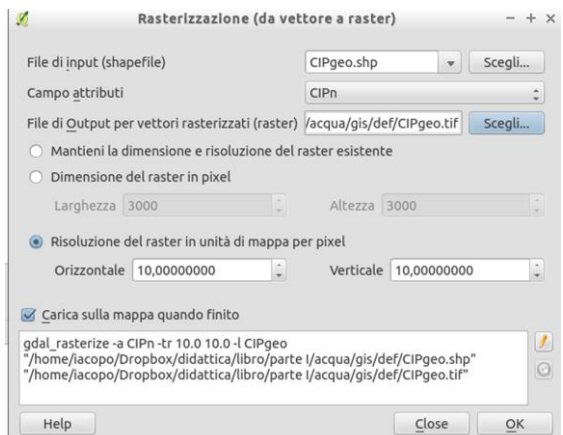 Rasterizzazione (da vettore a raster)
File di input (shapefile) CIPgeo.shp Scegli...
Campo attributi CIPn
File di Output per vettori rasterizzati (raster) /acqua/gis/def/CIPgeo.tif Scegli...
Mantieni la dimensione e risoluzione del raster esistente
Dimensione del raster in pixel
Larghezza 3000 Altezza 3000
Risoluzione del raster in unità di mappa per pixel
Orizzontale 10,00000000 Verticale 10,00000000
Carica sulla mappa quando finito
gdal_rasterize -a CIPn -tr 10.0 10.0 -l CIPgeo
"/home/iacopo/Dropbox/didattica/libro/parte I/acqua/gis/def/CIPgeo.shp"
"/home/iacopo/Dropbox/didattica/libro/parte I/acqua/gis/def/CIPgeo.tif"
Help Close OK